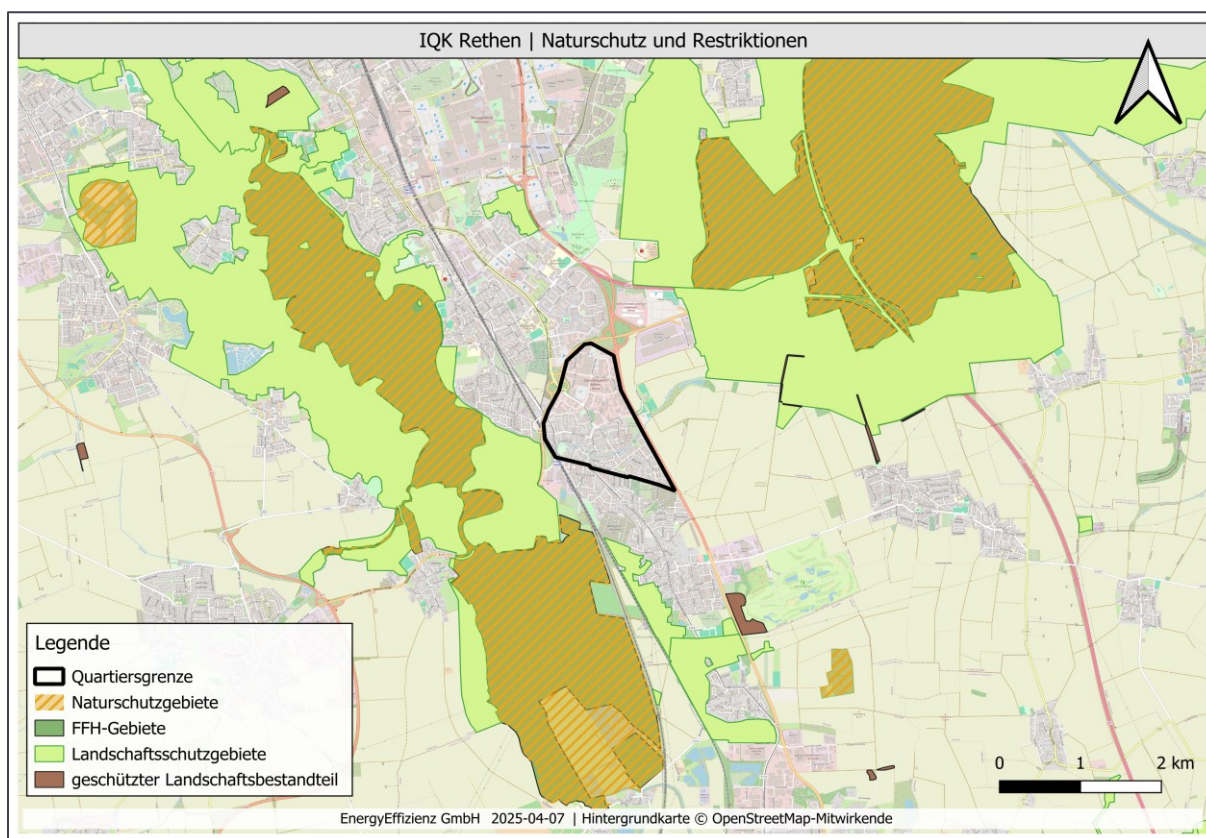 IQK Rethen | Naturschutz und Restriktionen
Legende
Quartiersgrenze
Naturschutzgebiete
FFH-Gebiete
Landschaftsschutzgebiete
geschützter Landschaftsbestandteil
0 1 2 km
EnergyEffizienz GmbH 2025-04-07 | Hintergrundkarte © OpenStreetMap-Mitwirkende